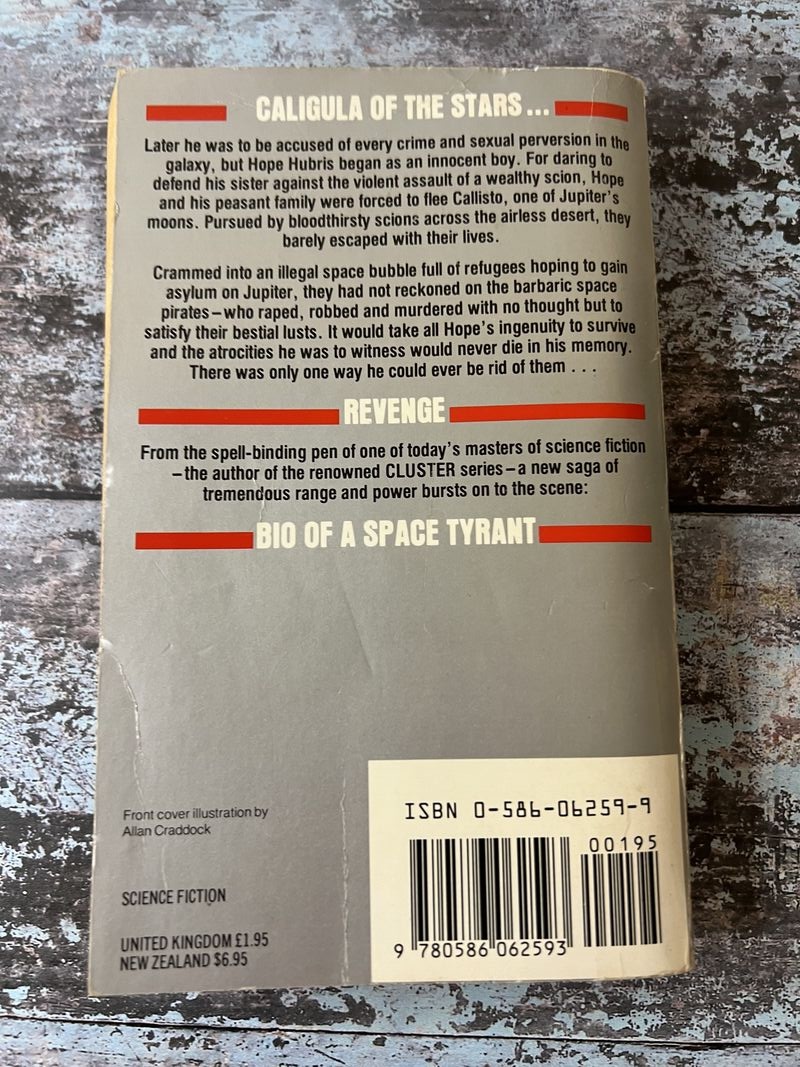 CALIGULA OF THE STARS...
Later he was to be accused of every crime and sexual perversion in the
galaxy, but Hope Hubris began as an innocent boy. For daring to
defend his sister against the violent assault of a wealthy scion, Hope
and his peasant family were forced to flee Callisto, one of Jupiter's
moons. Pursued by bloodthirsty scions across the airless desert, they
barely escaped with their lives.
Crammed into an illegal space bubble full of refugees hoping to gain
asylum on Jupiter, they had not reckoned on the barbaric space
pirates–who raped, robbed and murdered with no thought but to
satisfy their bestial lusts. It would take all Hope's ingenuity to survive
and the atrocities he was to witness would never die in his memory.
There was only one way he could ever be rid of them . . .
REVENGE
From the spell-binding pen of one of today's masters of science fiction
–the author of the renowned CLUSTER series–a new saga of
tremendous range and power bursts on to the scene:
BIO OF A SPACE TYRANT
Front cover illustration by
Allan Craddock
SCIENCE FICTION
UNITED KINGDOM £1.95
NEW ZEALAND $6.95
ISBN 0-586-06259-9
00195
9 780586 062593